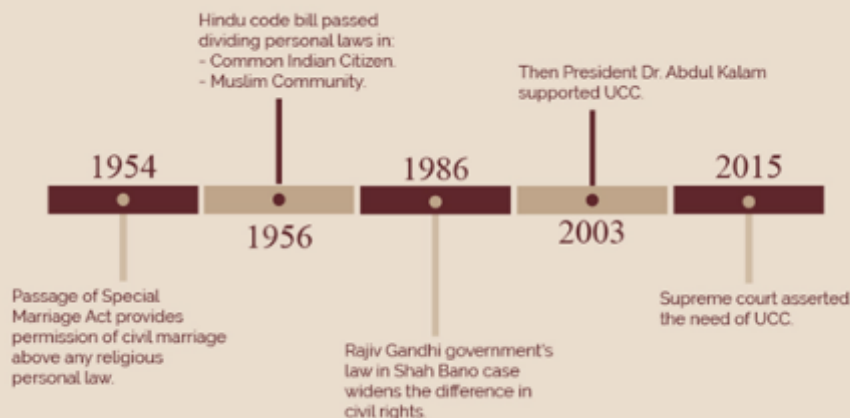 Hindu code bill passed
dividing personal laws in:
- Common Indian Citizen.
- Muslim Community.
Then President Dr. Abdul Kalam
supported UCC.
1954
1986
2015
1956
2003
Passage of Special
Marriage Act provides
permission of civil marriage
above any religious
personal law.
Rajiv Gandhi government's
law in Shah Bano case
widens the difference in
civil rights.
Supreme court asserted
the need of UCC.